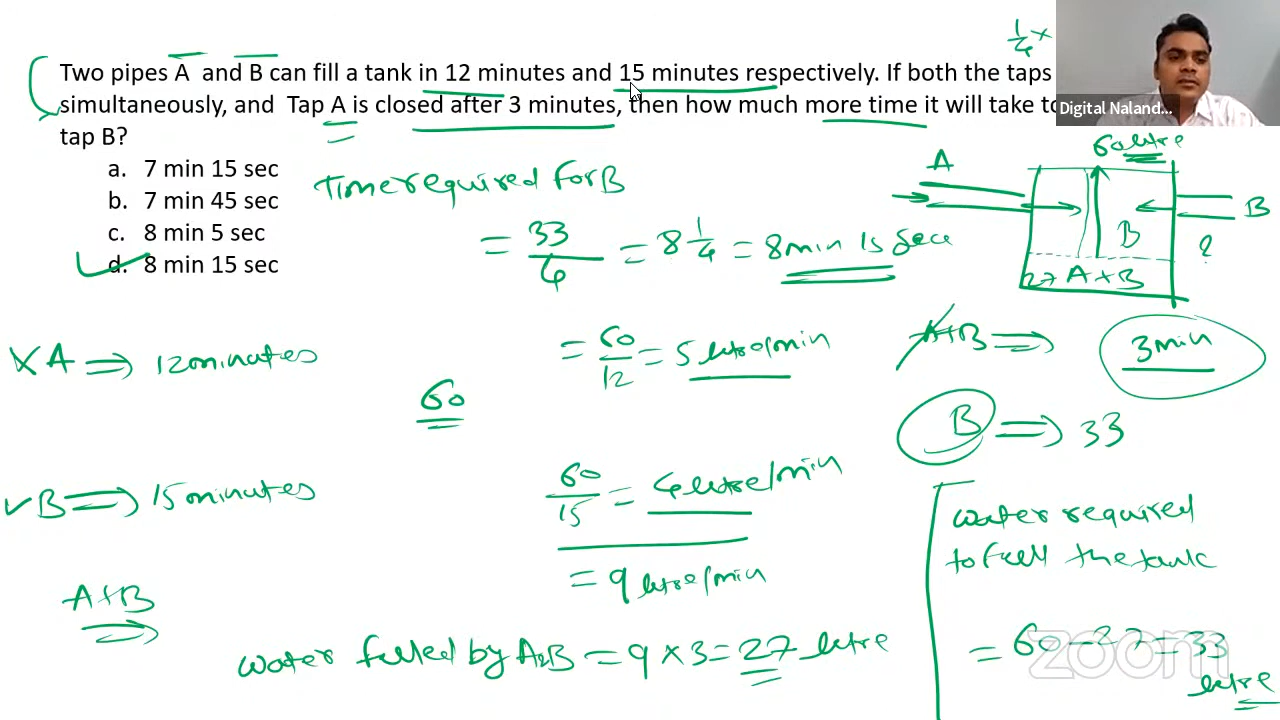 Two pipes A and B can fill a tank in 12 minutes and 15 minutes respectively. If both the taps
simultaneously, and Tap A is closed after 3 minutes, then how much more time it will take to
tap B?
a. 7 min 15 sec
b. 7 min 45 sec
c. 8 min 5 sec
d. 8 min 15 sec
1/4 ×
Digital Naland...
Time required for B
= 33/4 = 8 1/4 = 8 min 15 sec
60 litre
A
B
B
?
27 A+B
× A ⇒ 12 minutes
= 60/12 = 5 litre/min
A+B ⇒ 3 min
60
B ⇒ 33
✓ B ⇒ 15 minutes
60/15 = 4 litre/min
= 9 litre/min
water required
to fill the tank
= 60 - 27 = 33
litre
A+B ⇒
water filled by A&B = 9 × 3 = 27 litre
zoom